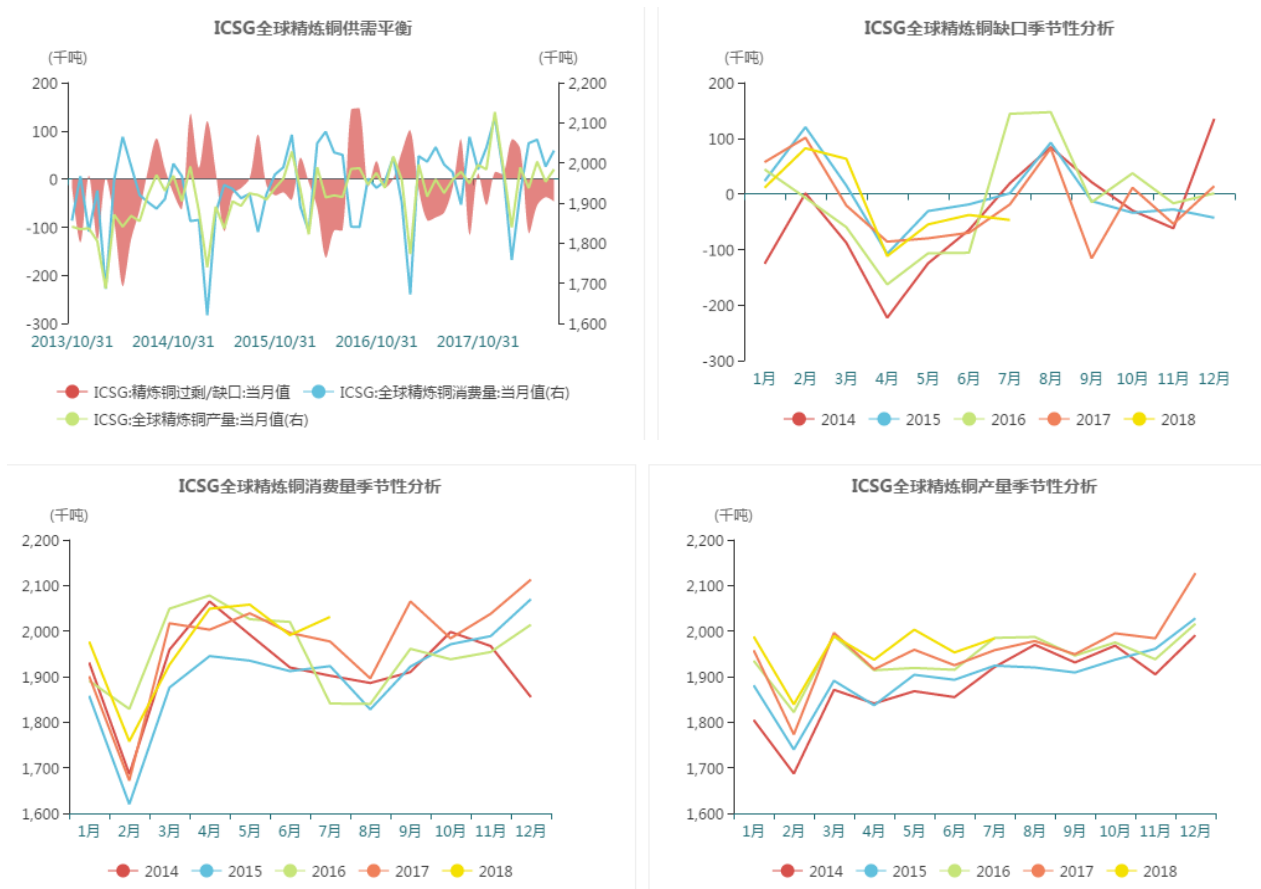 ICSG全球精炼铜供需平衡
(千吨)
(千吨)
200
100
0
-100
-200
-300
2,200
2,100
2,000
1,900
1,800
1,700
1,600
2013/10/31
2014/10/31
2015/10/31
2016/10/31
2017/10/31
ICSG:精炼铜过剩/缺口:当月值
ICSG:全球精炼铜消费量:当月值(右)
ICSG:全球精炼铜产量:当月值(右)
ICSG全球精炼铜缺口季节性分析
(千吨)
200
100
0
-100
-200
-300
1月 2月 3月 4月 5月 6月 7月 8月 9月 10月 11月 12月
2014 2015 2016 2017 2018
ICSG全球精炼铜消费量季节性分析
(千吨)
2,200
2,100
2,000
1,900
1,800
1,700
1,600
1月 2月 3月 4月 5月 6月 7月 8月 9月 10月 11月 12月
2014 2015 2016 2017 2018
ICSG全球精炼铜产量季节性分析
(千吨)
2,200
2,100
2,000
1,900
1,800
1,700
1,600
1月 2月 3月 4月 5月 6月 7月 8月 9月 10月 11月 12月
2014 2015 2016 2017 2018